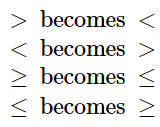 > becomes <
< becomes >
≥ becomes ≤
≤ becomes ≥